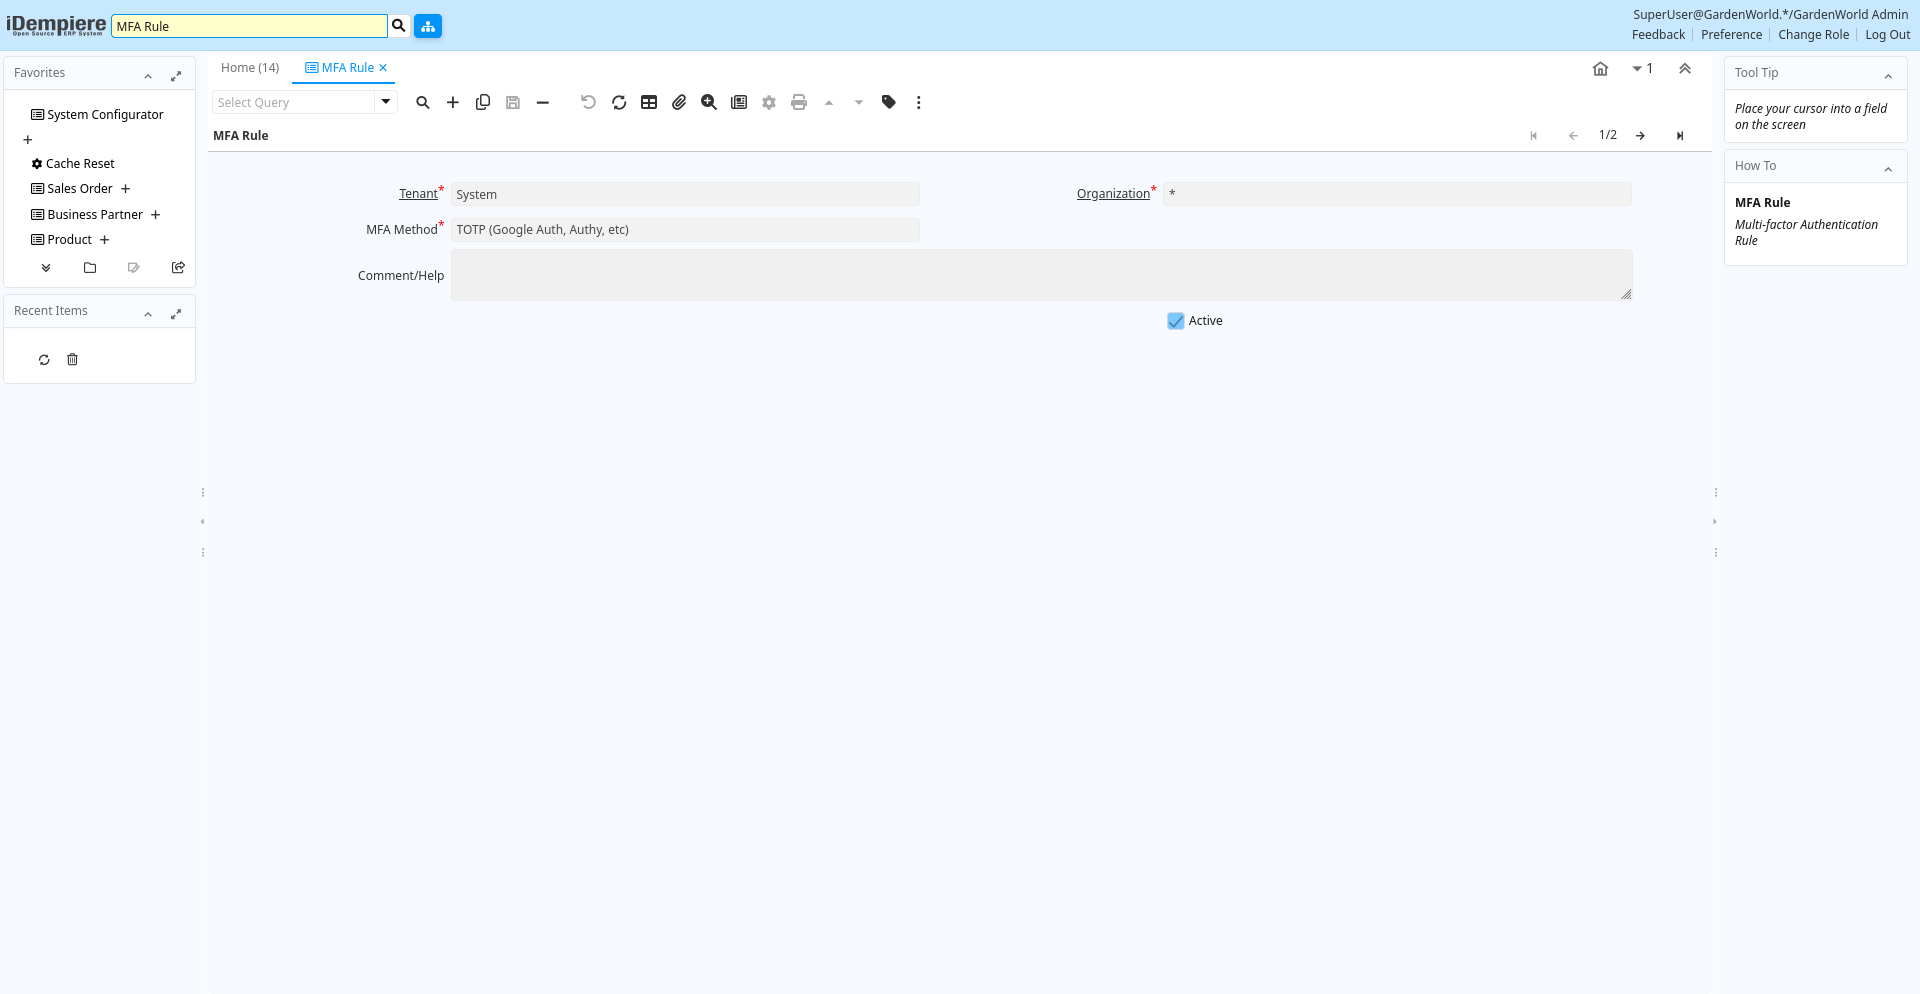 iDempiere
Open Source ERP System
MFA Rule
SuperUser@GardenWorld.*/GardenWorld Admin
Feedback Preference Change Role Log Out
Favorites
System Configurator
Cache Reset
Sales Order
Business Partner
Product
Recent Items
Home (14) MFA Rule
1
Select Query
MFA Rule
1/2
Tenant* System
Organization* *
MFA Method* TOTP (Google Auth, Authy, etc)
Comment/Help
Active
Tool Tip
Place your cursor into a field
on the screen
How To
MFA Rule
Multi-factor Authentication
Rule